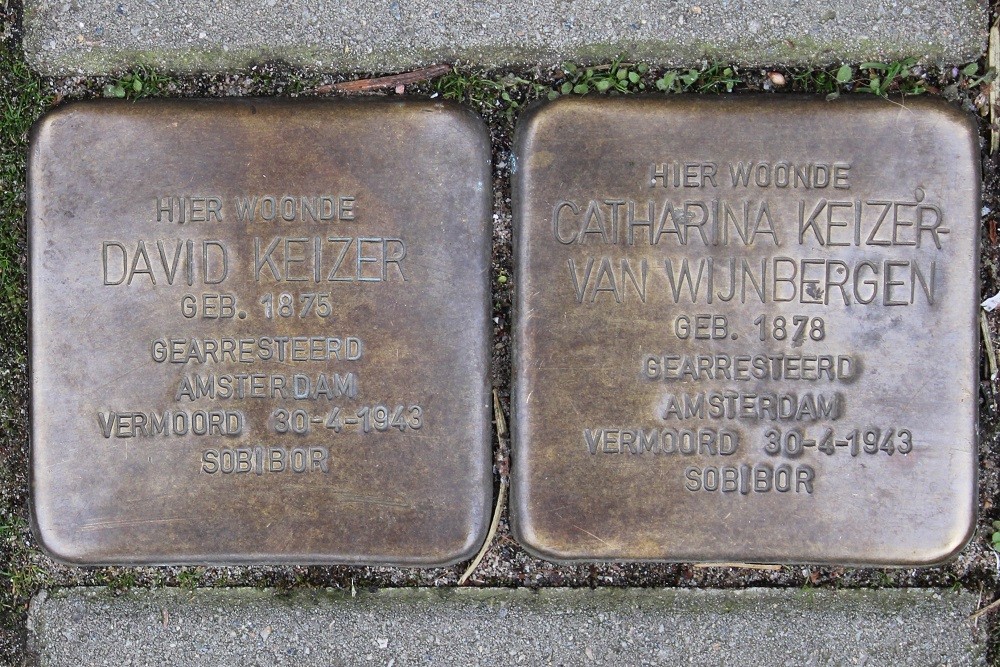 HIER WOONDE
DAVID KEIZER
GEB. 1875
GEARRESTEERD
AMSTERDAM
VERMOORD 30-4-1943
SOBIBOR
HIER WOONDE
CATHARINA KEIZER-
VAN WIJNBERGEN
GEB. 1878
GEARRESTEERD
AMSTERDAM
VERMOORD 30-4-1943
SOBIBOR